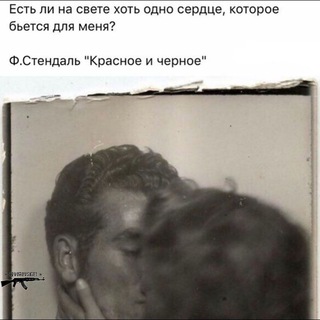 Есть ли на свете хоть одно сердце, которое
бьется для меня?
Ф.Стендаль "Красное и черное"